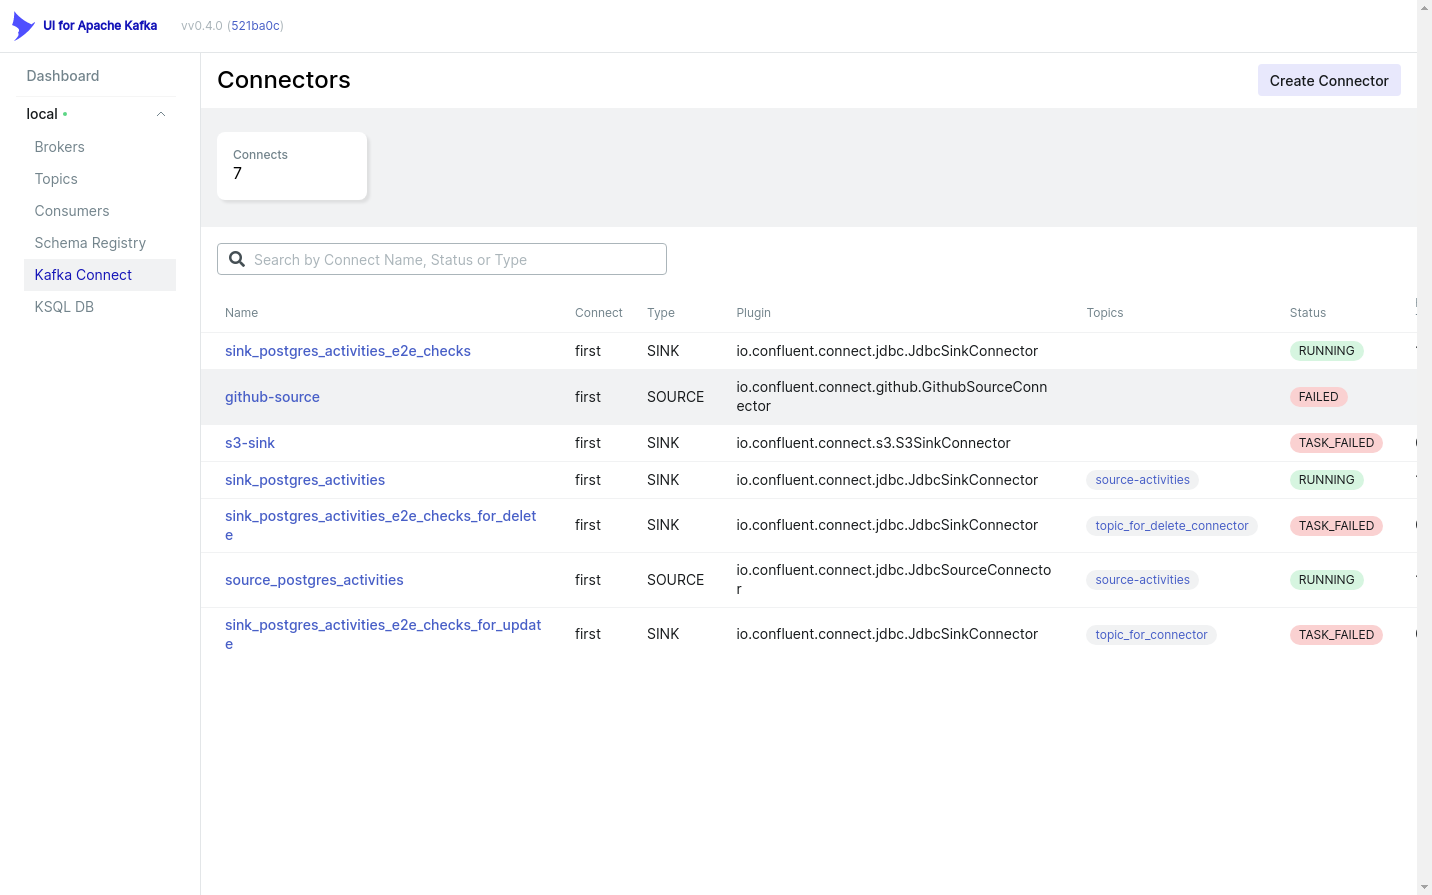 UI for Apache Kafka vv0.4.0 (521ba0c)
Dashboard
local
Brokers
Topics
Consumers
Schema Registry
Kafka Connect
KSQL DB
Connectors
Create Connector
Connects
7
Search by Connect Name, Status or Type
Name Connect Type Plugin Topics Status
sink_postgres_activities_e2e_checks first SINK io.confluent.connect.jdbc.JdbcSinkConnector RUNNING
github-source first SOURCE io.confluent.connect.github.GithubSourceConn
ector FAILED
s3-sink first SINK io.confluent.connect.s3.S3SinkConnector TASK_FAILED
sink_postgres_activities first SINK io.confluent.connect.jdbc.JdbcSinkConnector source-activities RUNNING
sink_postgres_activities_e2e_checks_for_delet
e first SINK io.confluent.connect.jdbc.JdbcSinkConnector topic_for_delete_connector TASK_FAILED
source_postgres_activities first SOURCE io.confluent.connect.jdbc.JdbcSourceConnecto
r source-activities RUNNING
sink_postgres_activities_e2e_checks_for_updat
e first SINK io.confluent.connect.jdbc.JdbcSinkConnector topic_for_connector TASK_FAILED